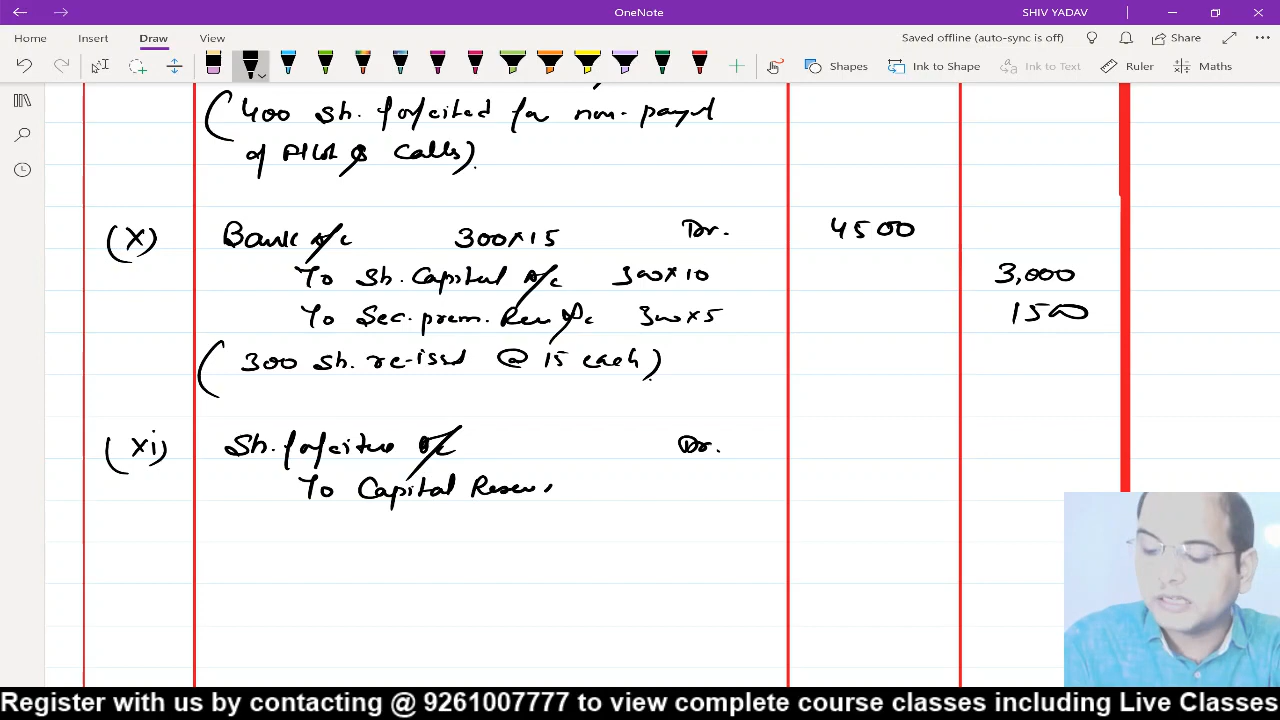 OneNote
SHIV YADAV
Home Insert Draw View
Saved offline (auto-sync is off) Share
Shapes Ink to Shape Ink to Text Ruler Maths
(400 Sh. forfeited for non-paymt
of Allot & Calls)
(X) Bank A/c 300×15 Dr. 4500
To Sh. Capital A/c 300×10 3,000
To Sec. prem. Res A/c 300×5 1500
(300 Sh. re-issd @ 15 each)
(Xi) Sh. forfeiture A/c Dr.
To Capital Reser
Register with us by contacting @ 9261007777 to view complete course classes including Live Classes